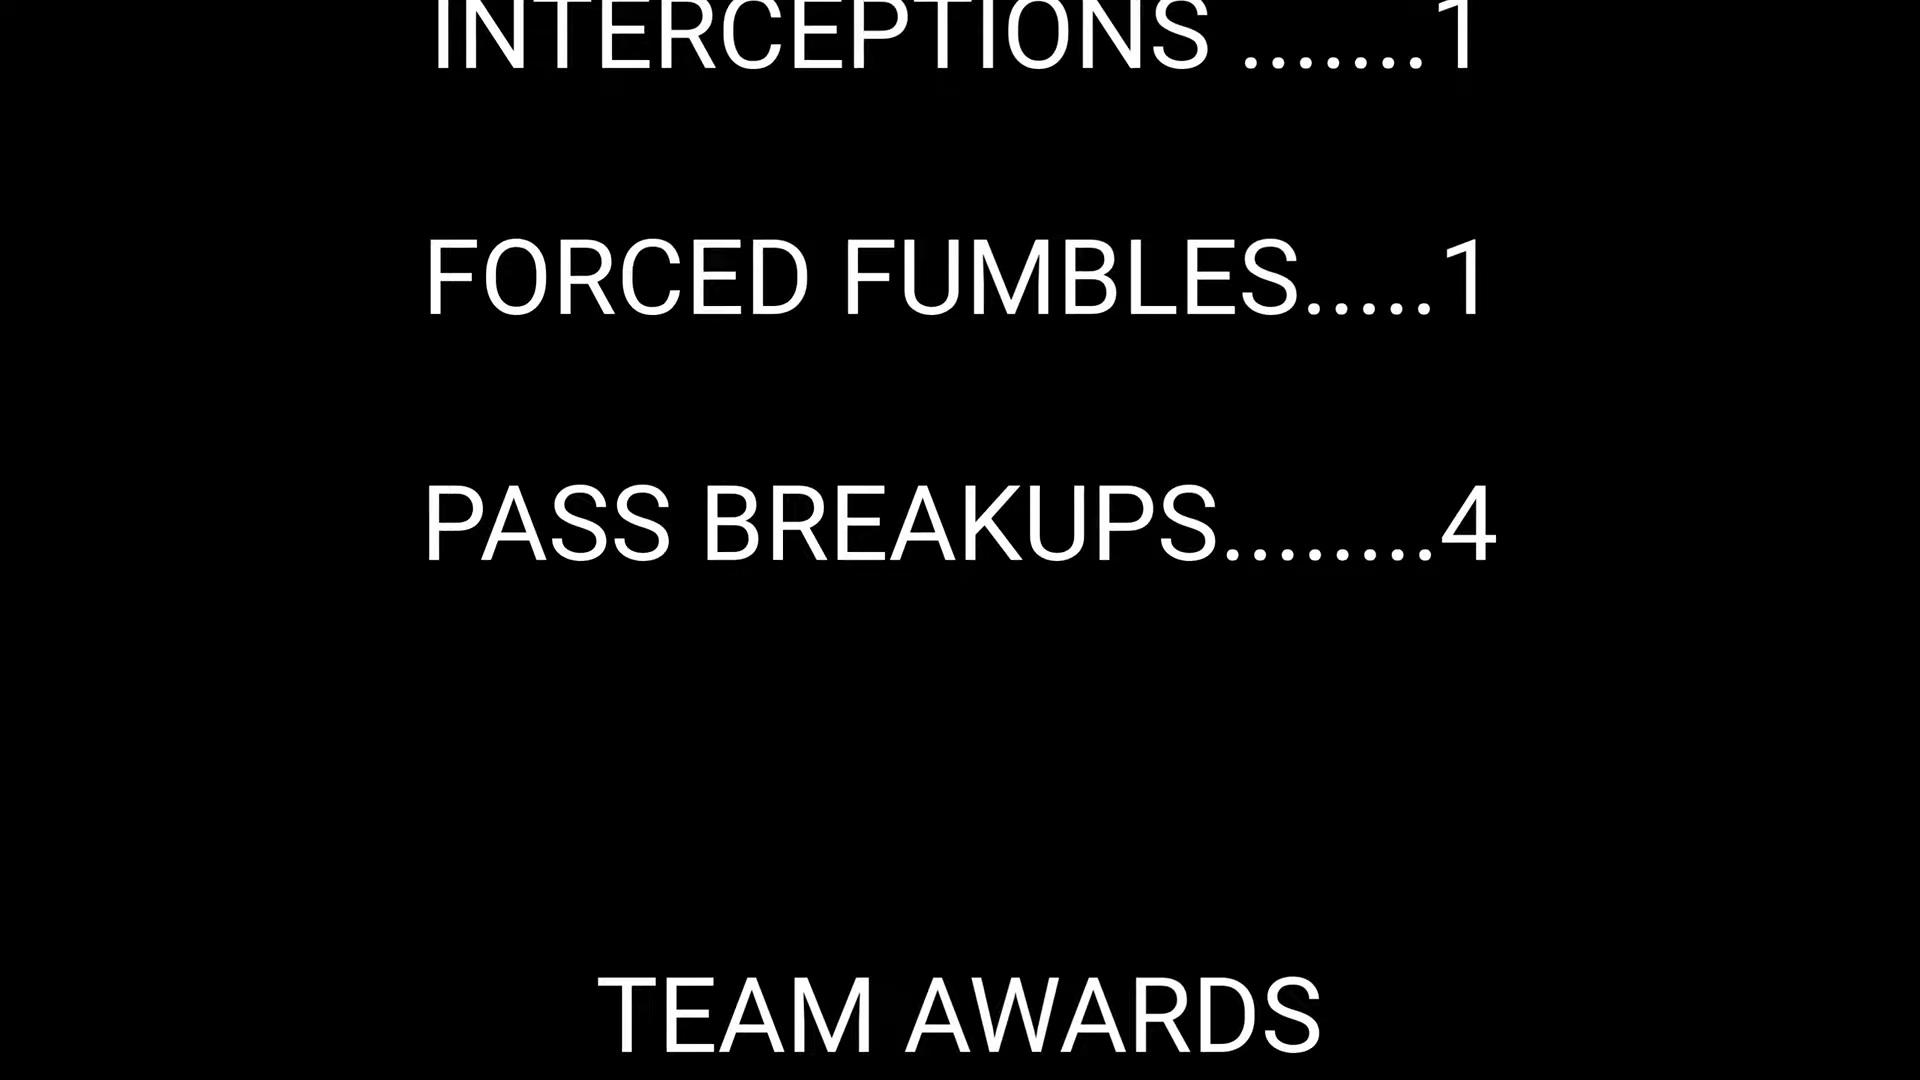 INTERCEPTIONS .......1
FORCED FUMBLES.....1
PASS BREAKUPS........4
TEAM AWARDS